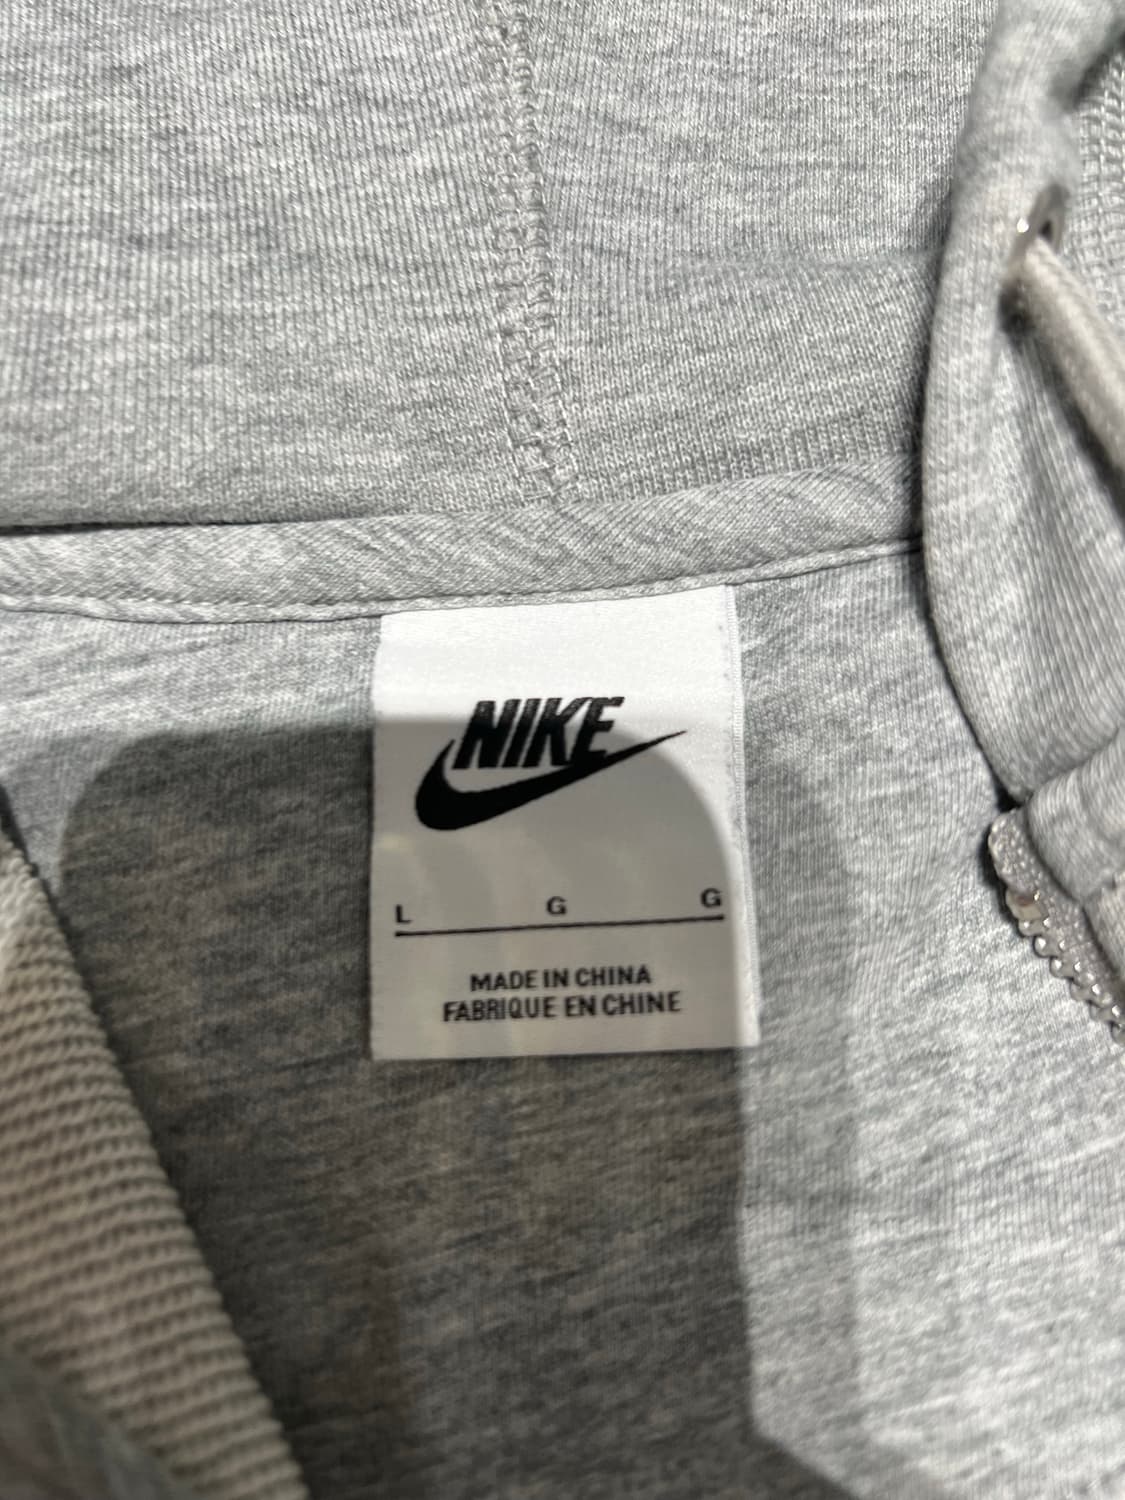 NIKE
L G G
MADE IN CHINA
FABRIQUE EN CHINE